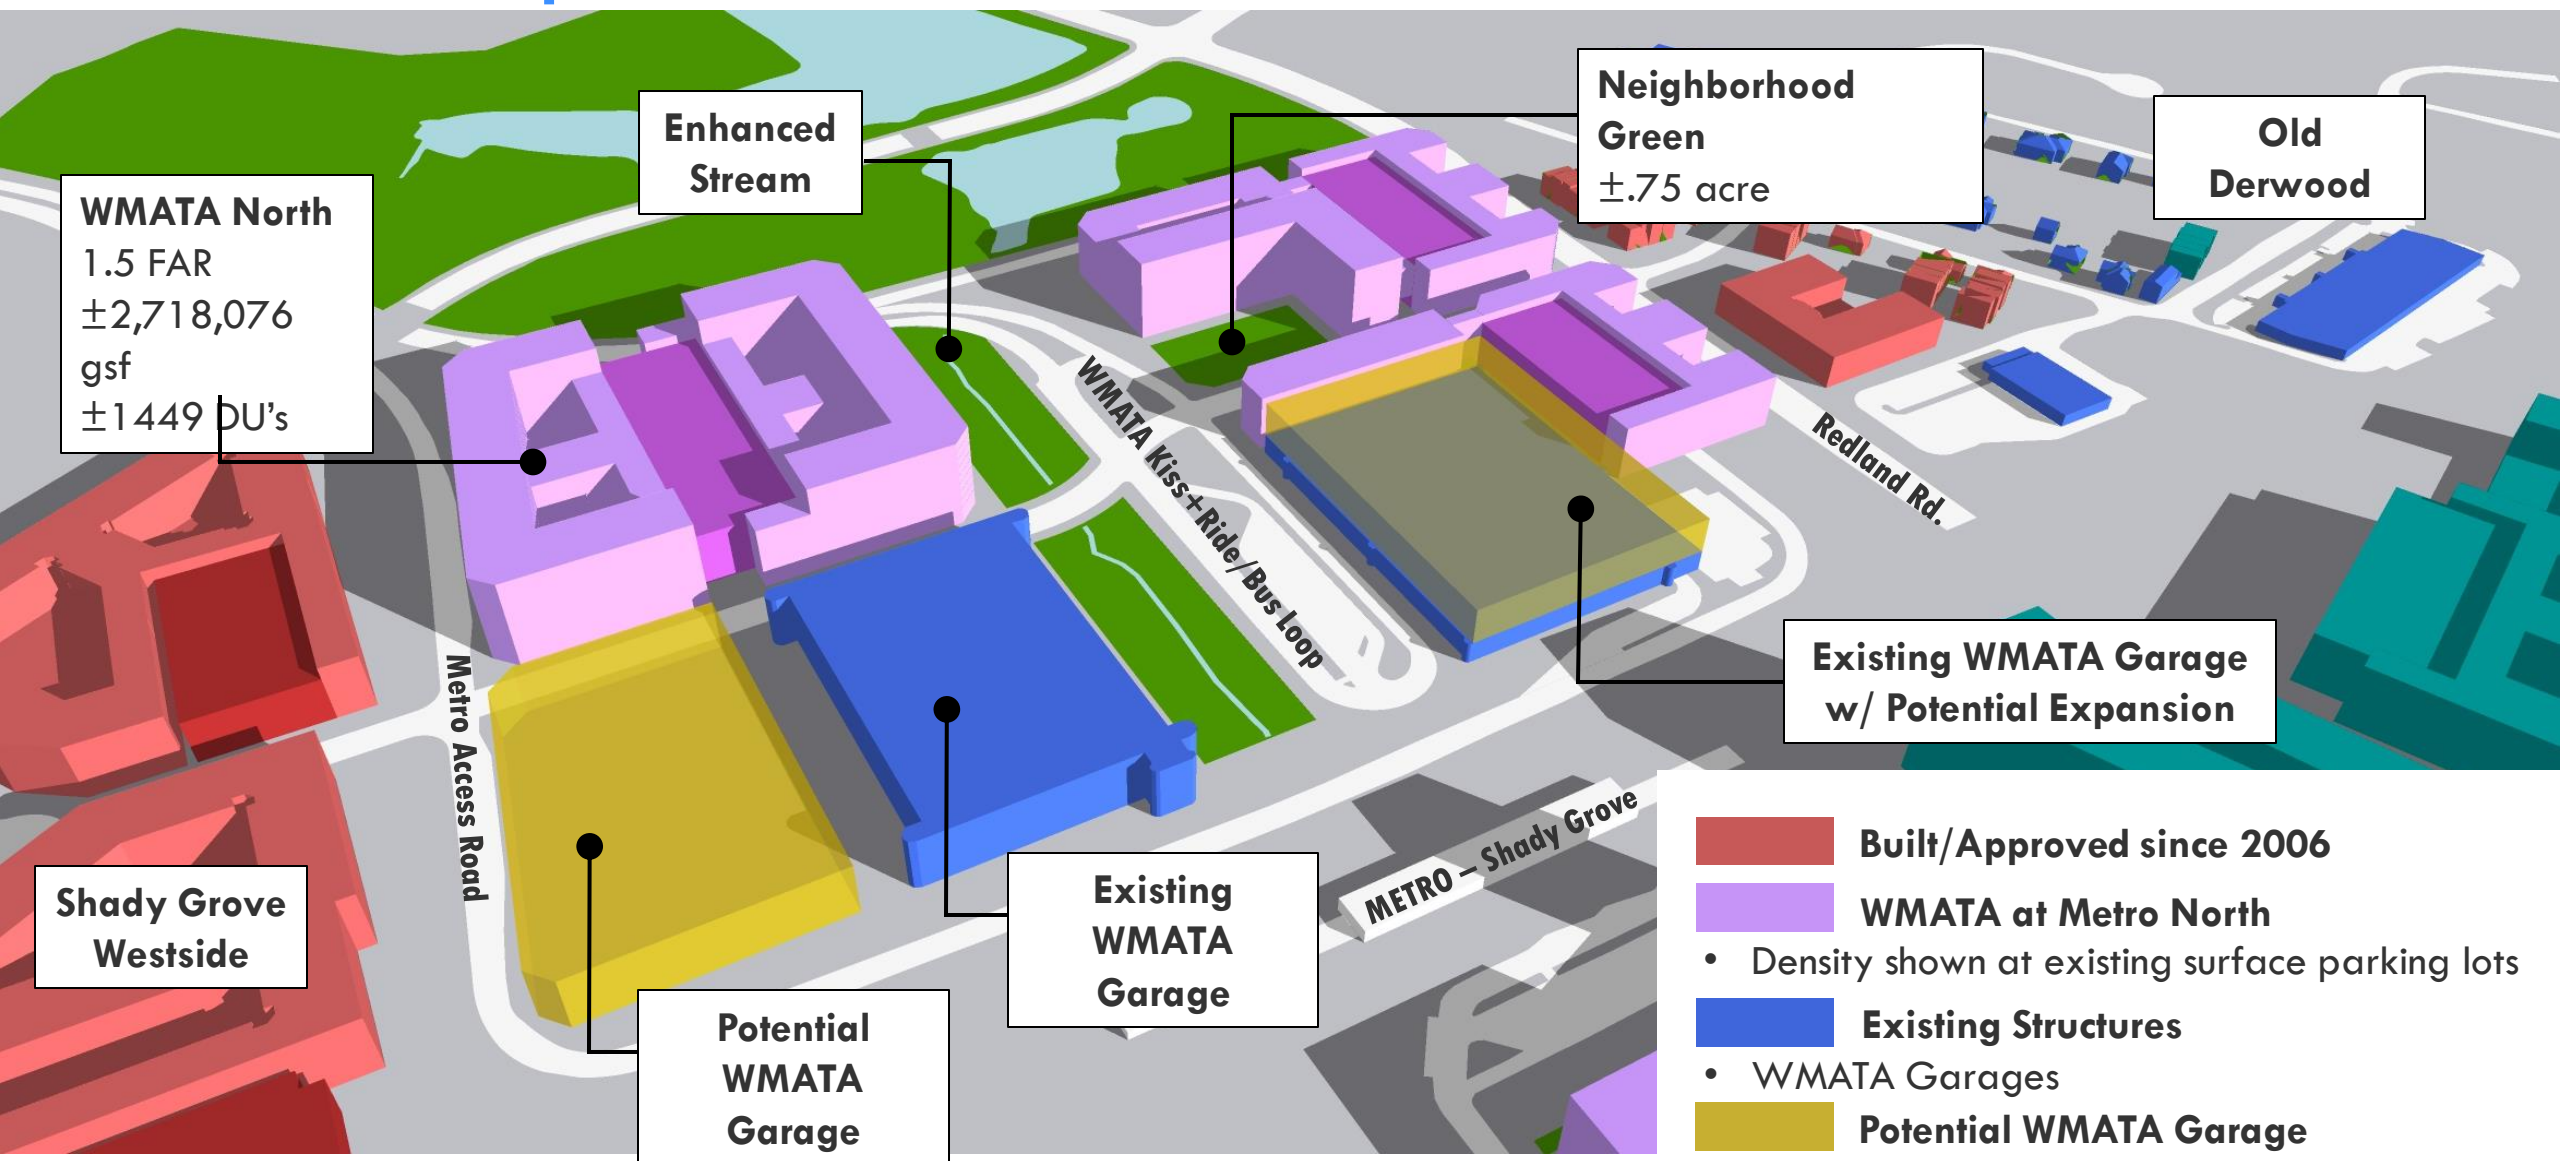 WMATA North
1.5 FAR
±2,718,076
gsf
±1449 DU's
Enhanced
Stream
Neighborhood
Green
±.75 acre
Old
Derwood
WMATA Kiss+Ride/Bus Loop
Redland Rd.
Metro Access Road
Existing WMATA Garage
w/ Potential Expansion
METRO – Shady Grove
Shady Grove
Westside
Existing
WMATA
Garage
Potential
WMATA
Garage
Built/Approved since 2006
WMATA at Metro North
• Density shown at existing surface parking lots
Existing Structures
• WMATA Garages
Potential WMATA Garage